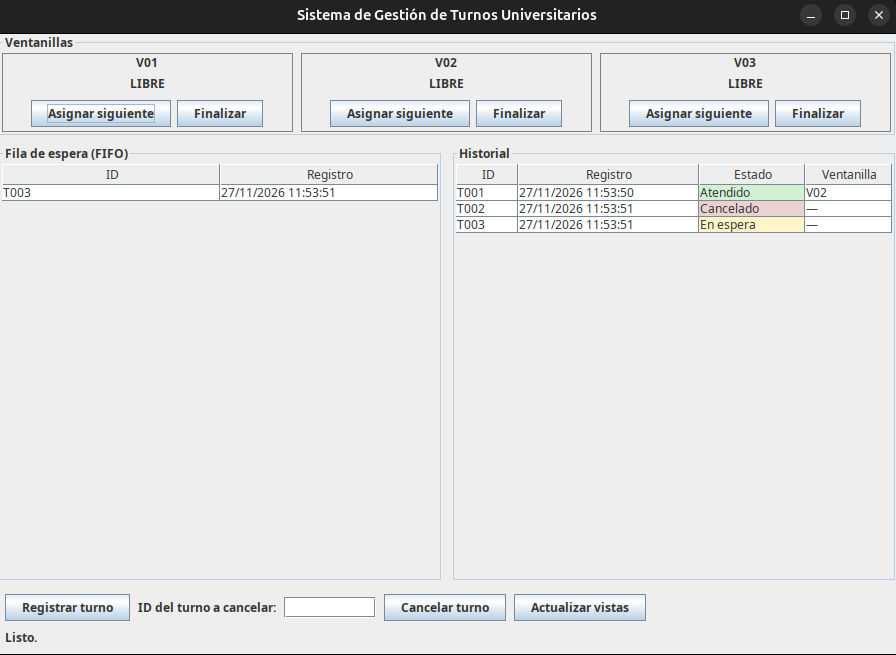 Sistema de Gestión de Turnos Universitarios
Ventanillas
V01 V02 V03
LIBRE LIBRE LIBRE
Asignar siguiente Finalizar Asignar siguiente Finalizar Asignar siguiente Finalizar
Fila de espera (FIFO)
ID Registro
T003 27/11/2026 11:53:51
Historial
ID Registro Estado Ventanilla
T001 27/11/2026 11:53:50 Atendido V02
T002 27/11/2026 11:53:51 Cancelado —
T003 27/11/2026 11:53:51 En espera —
Registrar turno ID del turno a cancelar: Cancelar turno Actualizar vistas
Listo.